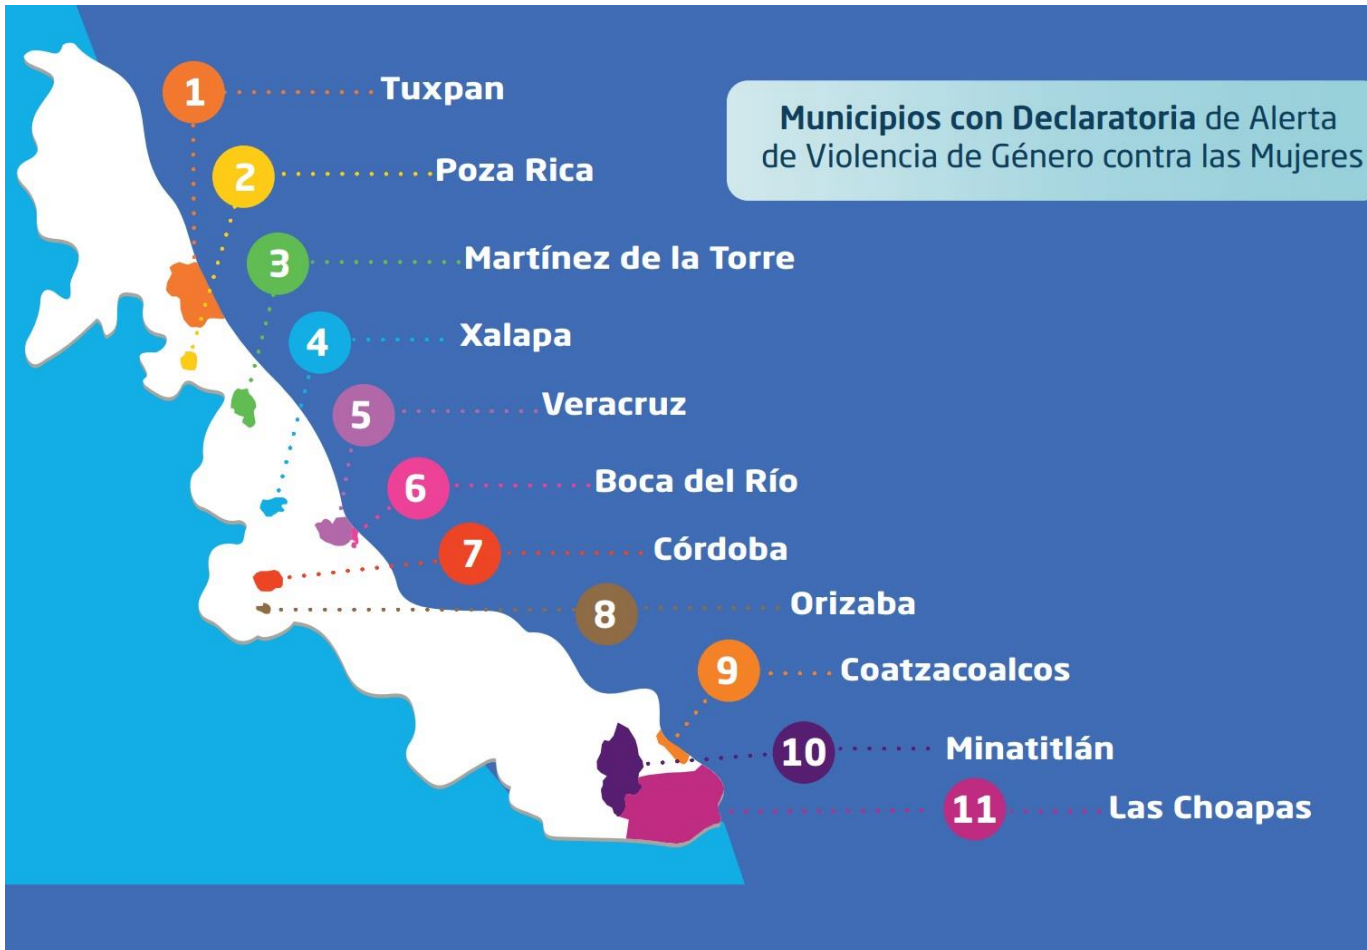 Municipios con Declaratoria de Alerta
de Violencia de Género contra las Mujeres
1 Tuxpan
2 Poza Rica
3 Martínez de la Torre
4 Xalapa
5 Veracruz
6 Boca del Río
7 Córdoba
8 Orizaba
9 Coatzacoalcos
10 Minatitlán
11 Las Choapas